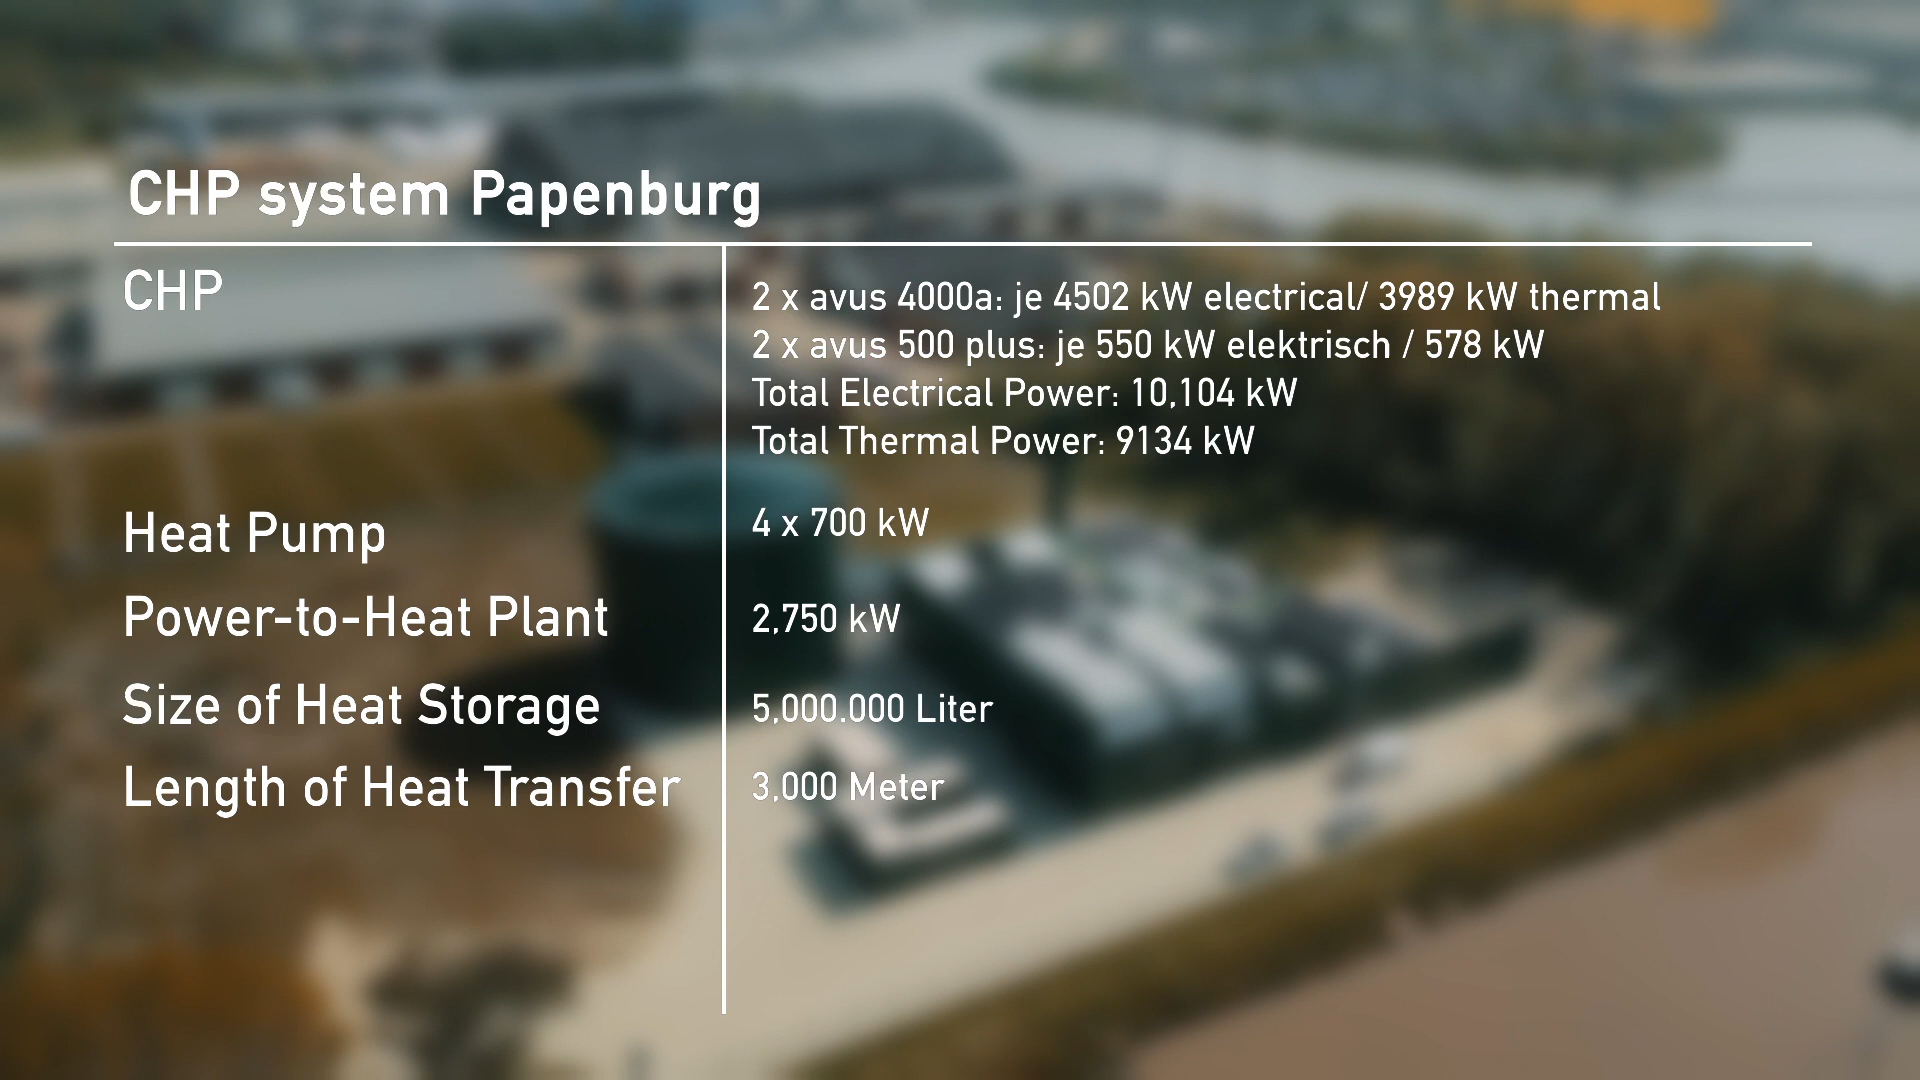 CHP system Papenburg
CHP
2 x avus 4000a: je 4502 kW electrical/ 3989 kW thermal
2 x avus 500 plus: je 550 kW elektrisch / 578 kW
Total Electrical Power: 10,104 kW
Total Thermal Power: 9134 kW
Heat Pump
4 x 700 kW
Power-to-Heat Plant
2,750 kW
Size of Heat Storage
5,000.000 Liter
Length of Heat Transfer
3,000 Meter